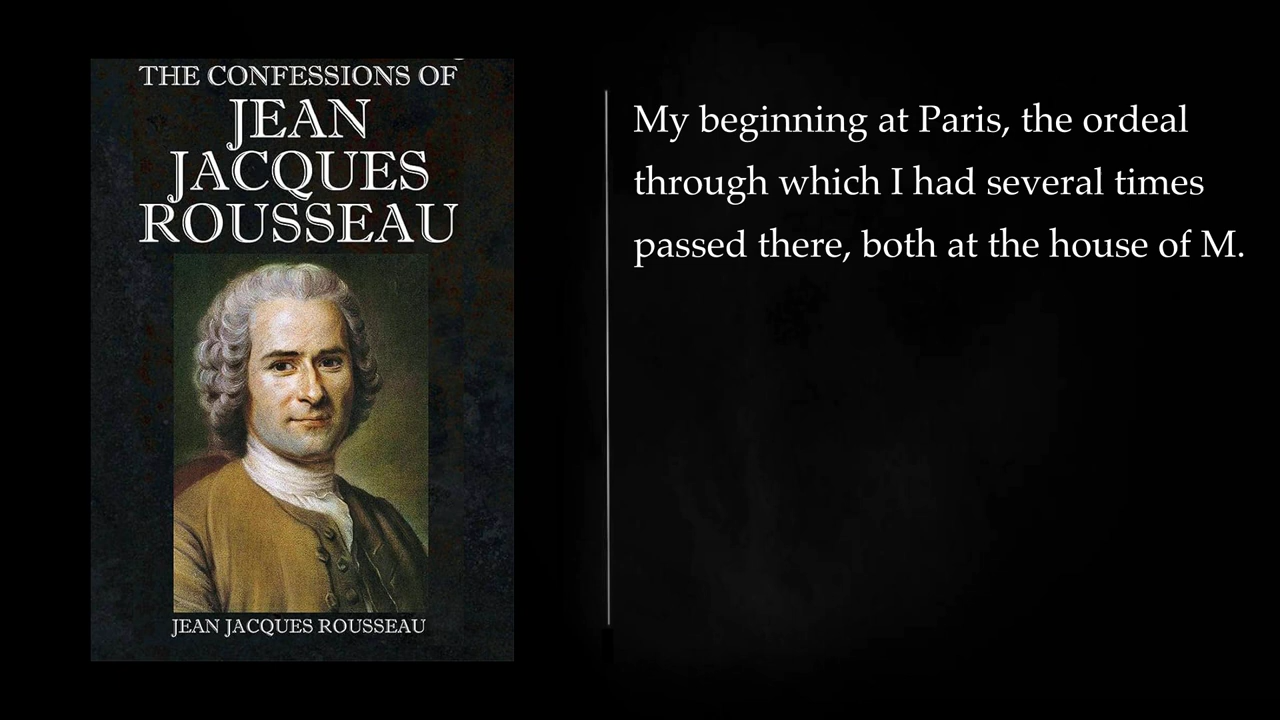 THE CONFESSIONS OF
JEAN
JACQUES
ROUSSEAU
JEAN JACQUES ROUSSEAU
My beginning at Paris, the ordeal
through which I had several times
passed there, both at the house of M.